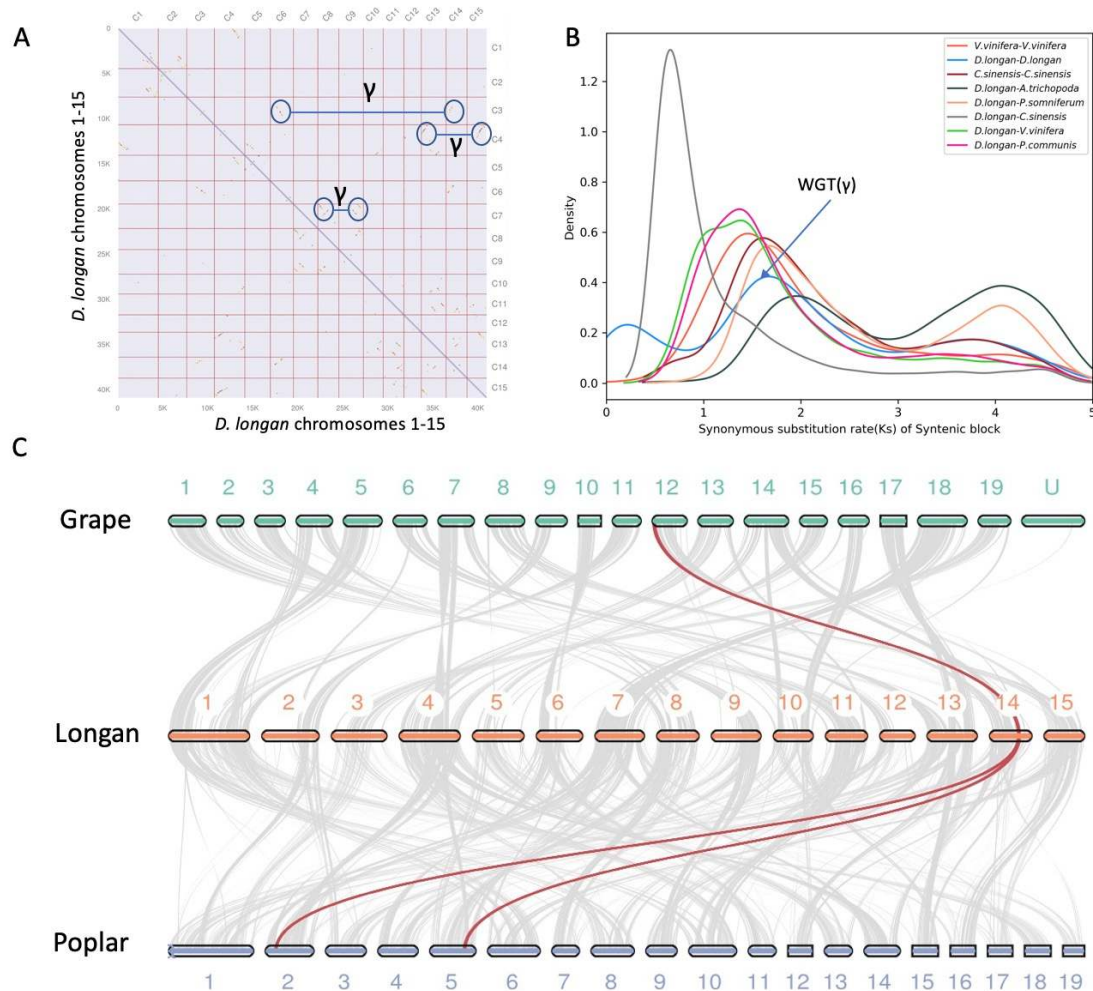 A
C1 C2 C3 C4 C5 C6 C7 C8 C9 C10 C11 C12 C13 C14 C15
0
5K
10K
15K
20K
25K
30K
35K
40K
D. longan chromosomes 1-15
γ
γ
γ
C1
C2
C3
C4
C5
C6
C7
C8
C9
C10
C11
C12
C13
C14
C15
0 5K 10K 15K 20K 25K 30K 35K 40K
D. longan chromosomes 1-15
B
V.vinifera-V.vinifera
D.longan-D.longan
C.sinensis-C.sinensis
D.longan-A.trichopoda
D.longan-P.somniferum
D.longan-C.sinensis
D.longan-V.vinifera
D.longan-P.communis
WGT(γ)
Density
1.2
1.0
0.8
0.6
0.4
0.2
0.0
0 1 2 3 4 5
Synonymous substitution rate(Ks) of Syntenic block
C
1 2 3 4 5 6 7 8 9 10 11 12 13 14 15 16 17 18 19 U
Grape
1 2 3 4 5 6 7 8 9 10 11 12 13 14 15
Longan
Poplar
1 2 3 4 5 6 7 8 9 10 11 12 13 14 15 16 17 18 19